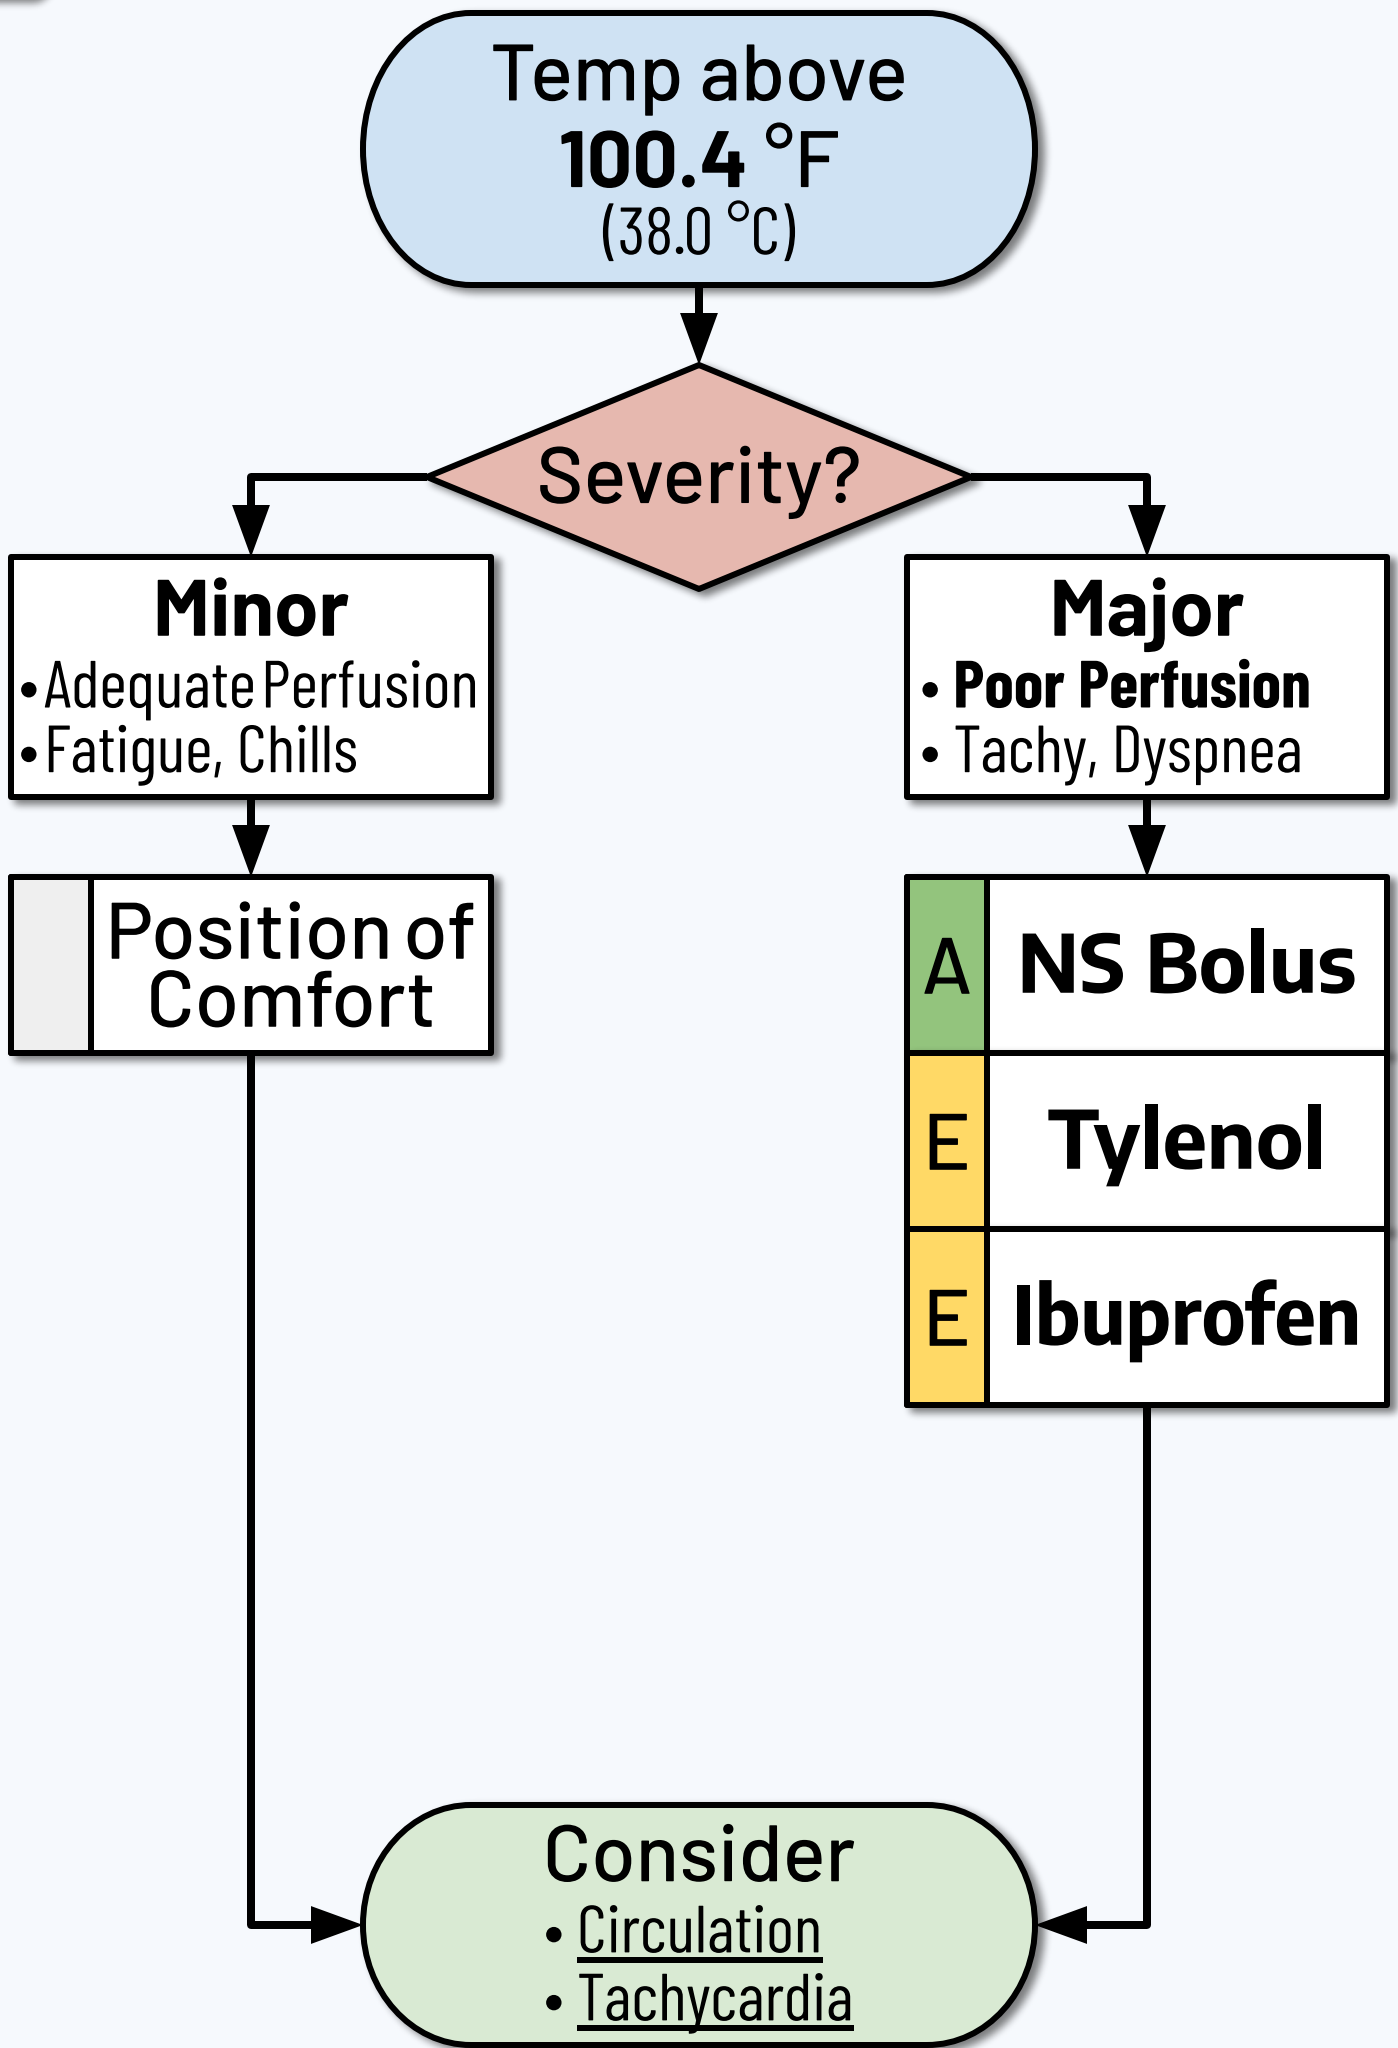 Temp above
100.4 °F
(38.0 °C)
Severity?
Minor
• Adequate Perfusion
• Fatigue, Chills
Major
• Poor Perfusion
• Tachy, Dyspnea
Position of
Comfort
A NS Bolus
E Tylenol
E Ibuprofen
Consider
• Circulation
• Tachycardia